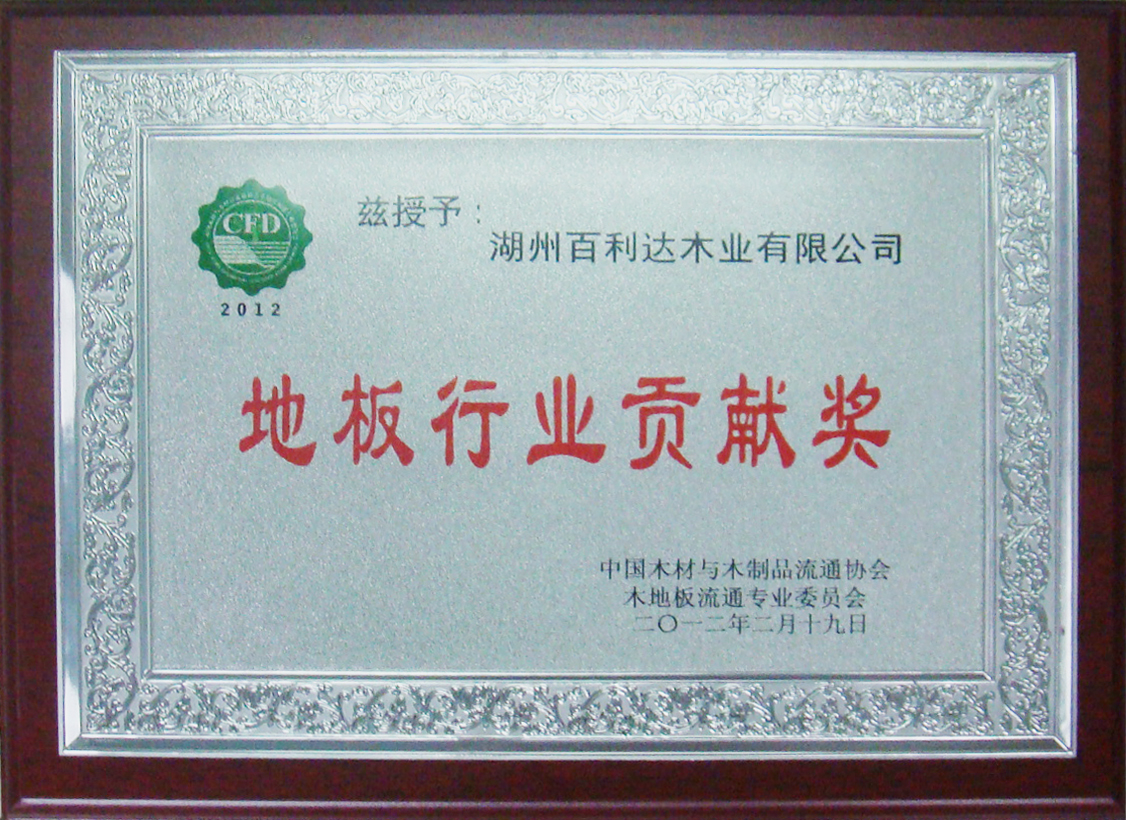 CFD
2012
兹授予：
湖州百利达木业有限公司
地板行业贡献奖
中国木材与木制品流通协会
木地板流通专业委员会
二〇一二年二月十九日